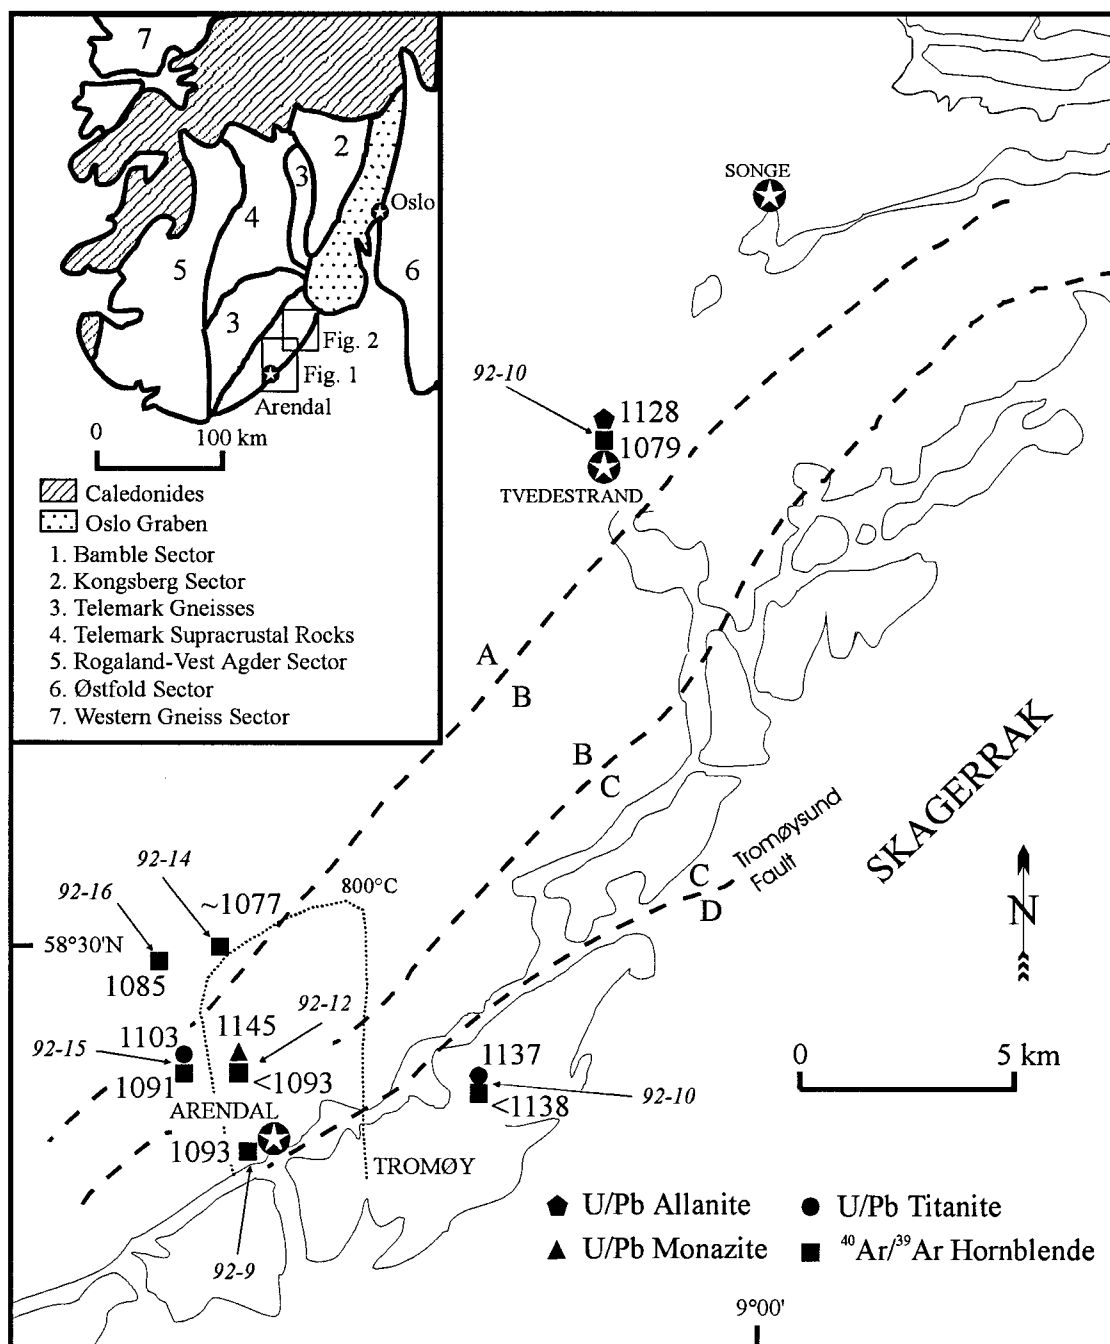 7
2
3
Oslo
4
5
6
3
Fig. 2
Fig. 1
Arendal
0 100 km
Caledonides
Oslo Graben
1. Bamble Sector
2. Kongsberg Sector
3. Telemark Gneisses
4. Telemark Supracrustal Rocks
5. Rogaland-Vest Agder Sector
6. Østfold Sector
7. Western Gneiss Sector
SONGE
92-10
1128
1079
TVEDESTRAND
A
B
B
C
SKAGERRAK
Tromøysund
Fault
C
D
N
92-14
92-16
~1077
800°C
58°30'N
1085
92-12
1103
1145
92-15
1091
<1093
1137
<1138
92-10
0 5 km
ARENDAL
1093
TROMØY
92-9
U/Pb Allanite
U/Pb Titanite
U/Pb Monazite
⁴⁰Ar/³⁹Ar Hornblende
9°00'